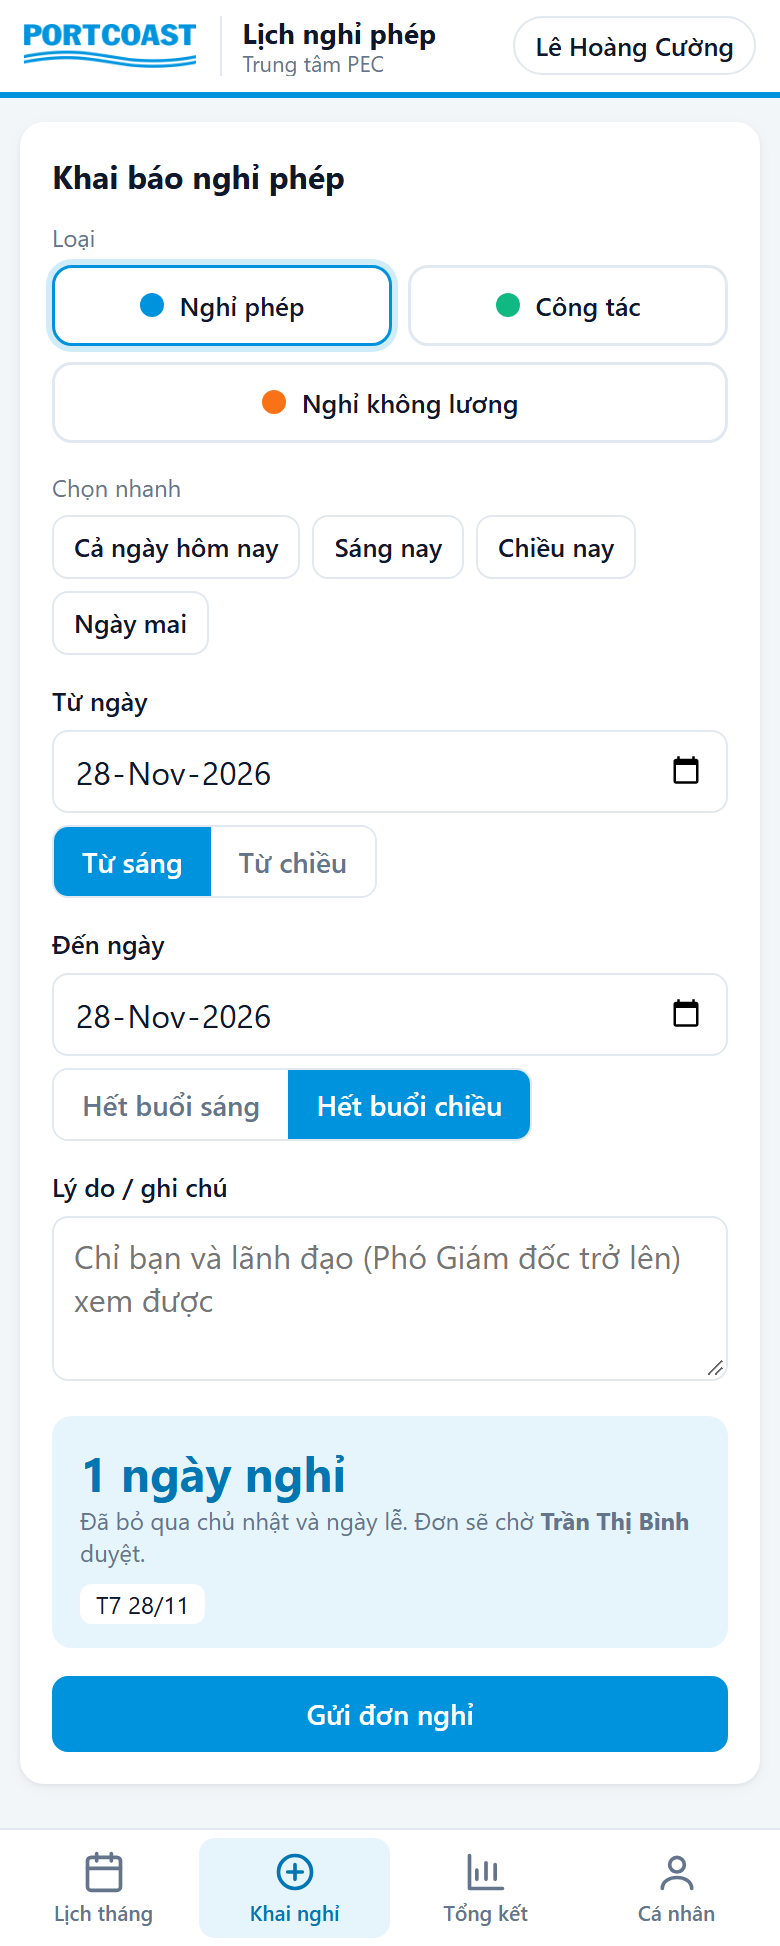 PORTCOAST
Lịch nghỉ phép
Trung tâm PEC
Lê Hoàng Cường
Khai báo nghỉ phép
Loại
Nghỉ phép
Công tác
Nghỉ không lương
Chọn nhanh
Cả ngày hôm nay
Sáng nay
Chiều nay
Ngày mai
Từ ngày
28-Nov-2026
Từ sáng
Từ chiều
Đến ngày
28-Nov-2026
Hết buổi sáng
Hết buổi chiều
Lý do / ghi chú
Chỉ bạn và lãnh đạo (Phó Giám đốc trở lên)
xem được
1 ngày nghỉ
Đã bỏ qua chủ nhật và ngày lễ. Đơn sẽ chờ Trần Thị Bình
duyệt.
T7 28/11
Gửi đơn nghỉ
Lịch tháng
Khai nghỉ
Tổng kết
Cá nhân